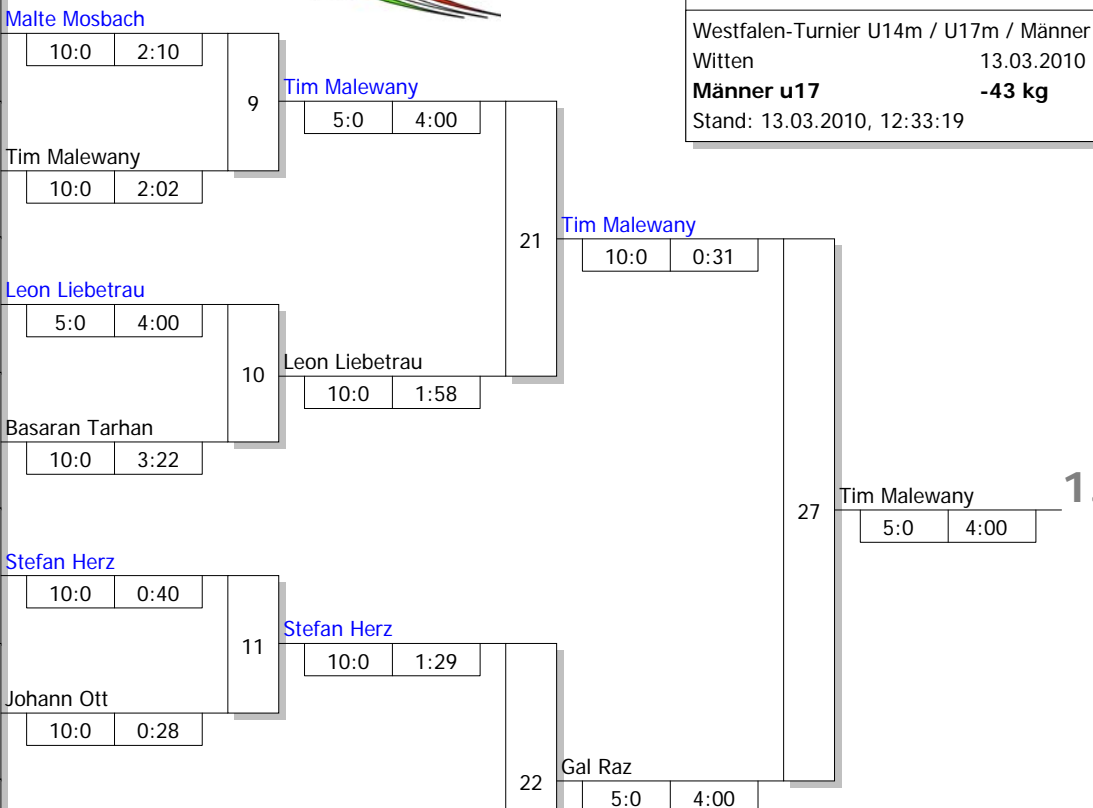 Westfalen-Turnier U14m / U17m / Männer
Witten 13.03.2010
Männer u17 -43 kg
Stand: 13.03.2010, 12:33:19
Malte Mosbach
10:0 2:10
9
Tim Malewany
5:0 4:00
Tim Malewany
10:0 2:02
21
Tim Malewany
10:0 0:31
Leon Liebetrau
5:0 4:00
10
Leon Liebetrau
10:0 1:58
Basaran Tarhan
10:0 3:22
27
Tim Malewany
5:0 4:00
1.
Stefan Herz
10:0 0:40
11
Stefan Herz
10:0 1:29
Johann Ott
10:0 0:28
22
Gal Raz
5:0 4:00